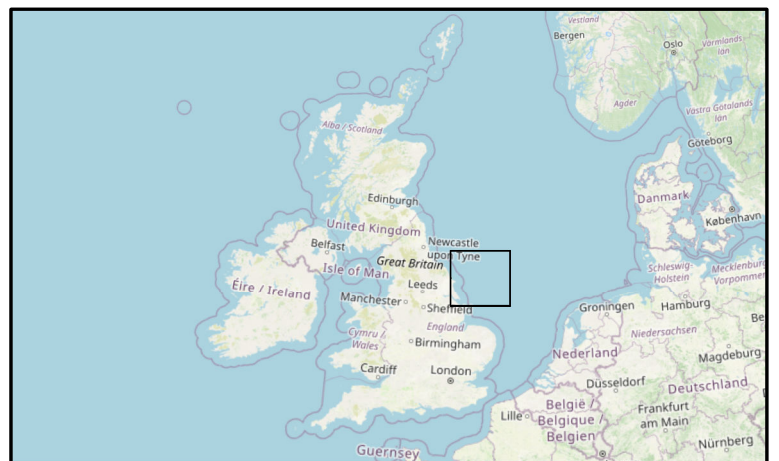 Vestland
Bergen
Oslo
Värmlands
län
Agder
Västra Götalands
län
Göteborg
Alba / Scotland
Edinburgh
United Kingdom
Belfast
Newcastle
upon Tyne
Great Britain
Isle of Man
Leeds
Manchester
Sheffield
Éire / Ireland
England
Cymru /
Wales
Birmingham
Cardiff
London
Danmark
København
Schleswig-
Holstein
Mecklenburg-
Vorpommern
Groningen
Hamburg
Be
Niedersachsen
Nederland
Magdeburg
Düsseldorf
Deutschland
Lille
België /
Belgique /
Belgien
Frankfurt
am Main
Nürnberg
Guernsey